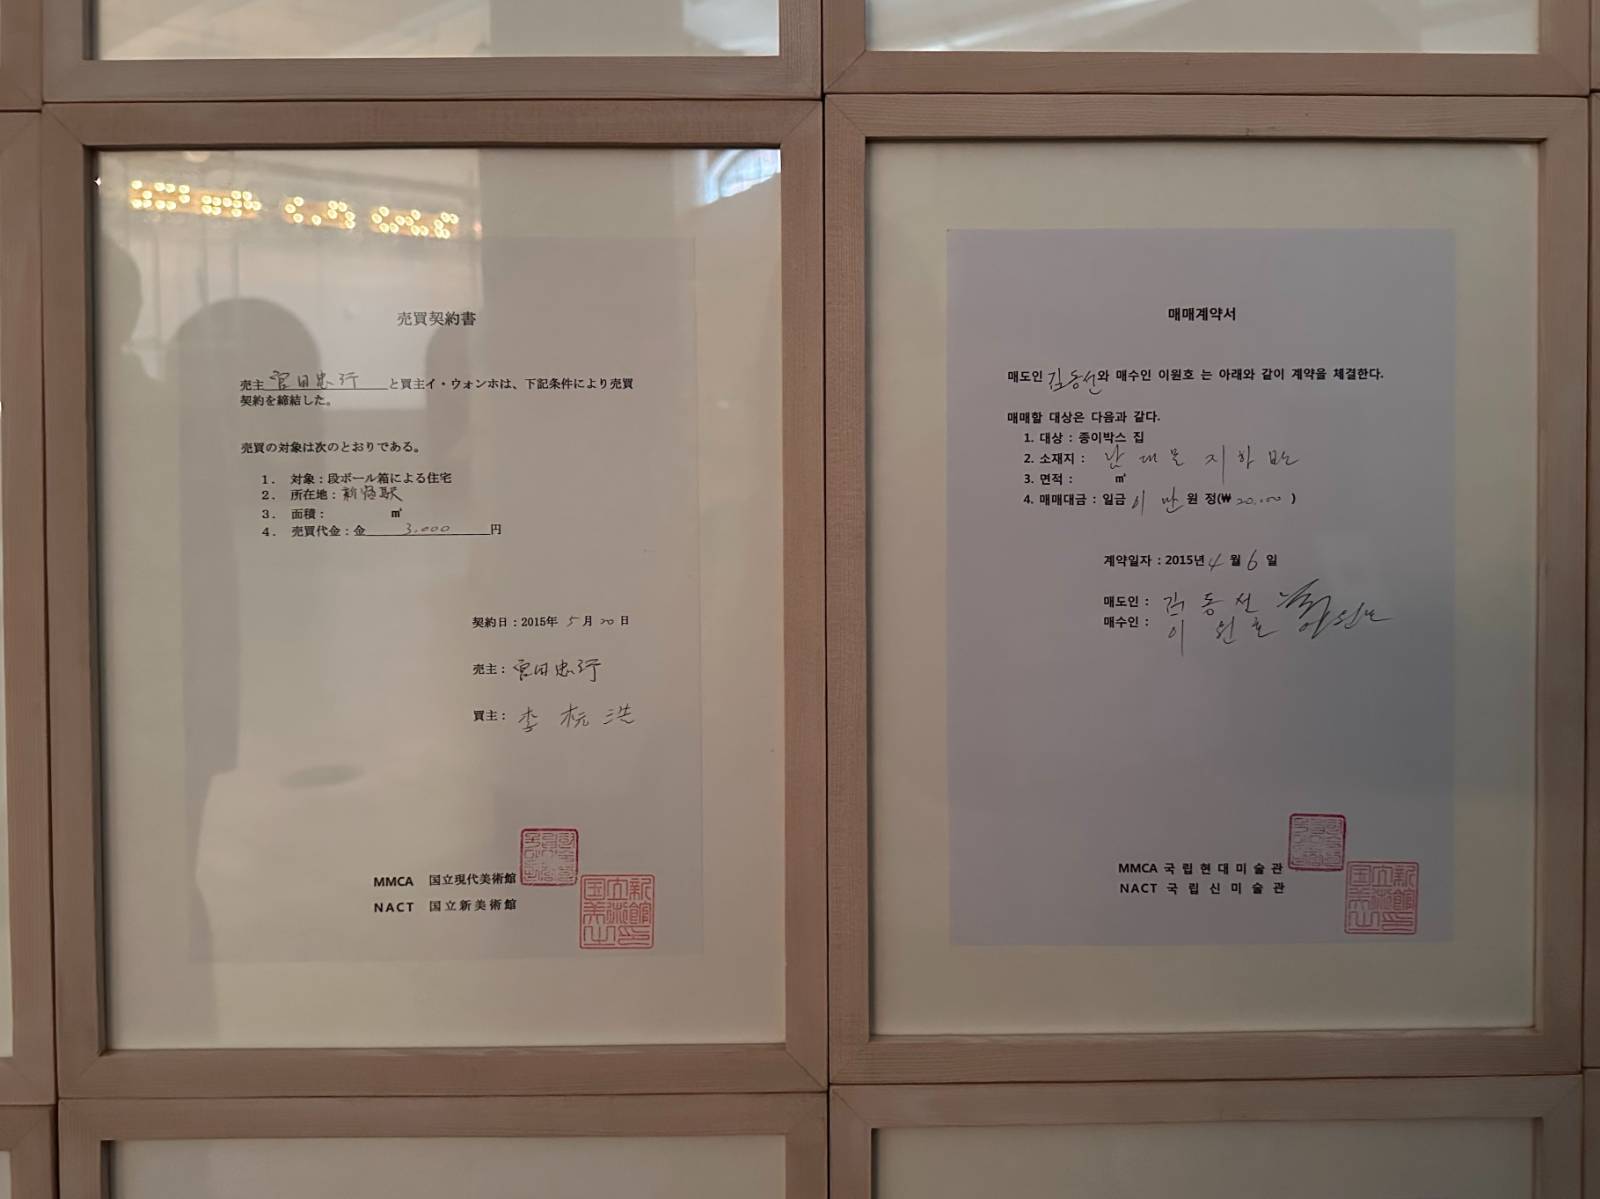 売買契約書
売主 宮田忠行 と買主イ・ウォンホは、下記条件により売買
契約を締結した。
売買の対象は次のとおりである。
1. 対象:段ボール箱による住宅
2. 所在地:新宿駅
3. 面積: ㎡
4. 売買代金:金 3,000 円
契約日:2015年 5 月 20 日
売主: 宮田忠行
買主: 李 杬 浩
MMCA 国立現代美術館
NACT 国立新美術館
매매계약서
매도인 김동선와 매수인 이원호 는 아래와 같이 계약을 체결한다.
매매할 대상은 다음과 같다.
1. 대상 : 종이박스 집
2. 소재지 : 남 대 문 지 하
3. 면적 : ㎡
4. 매매대금 : 일금 이 만 원 정(₩ 20,000 )
계약일자 : 2015년 4 월 6 일
매도인 : 김 동 선
매수인 : 이 원 호
MMCA 국립현대미술관
NACT 국립신미술관